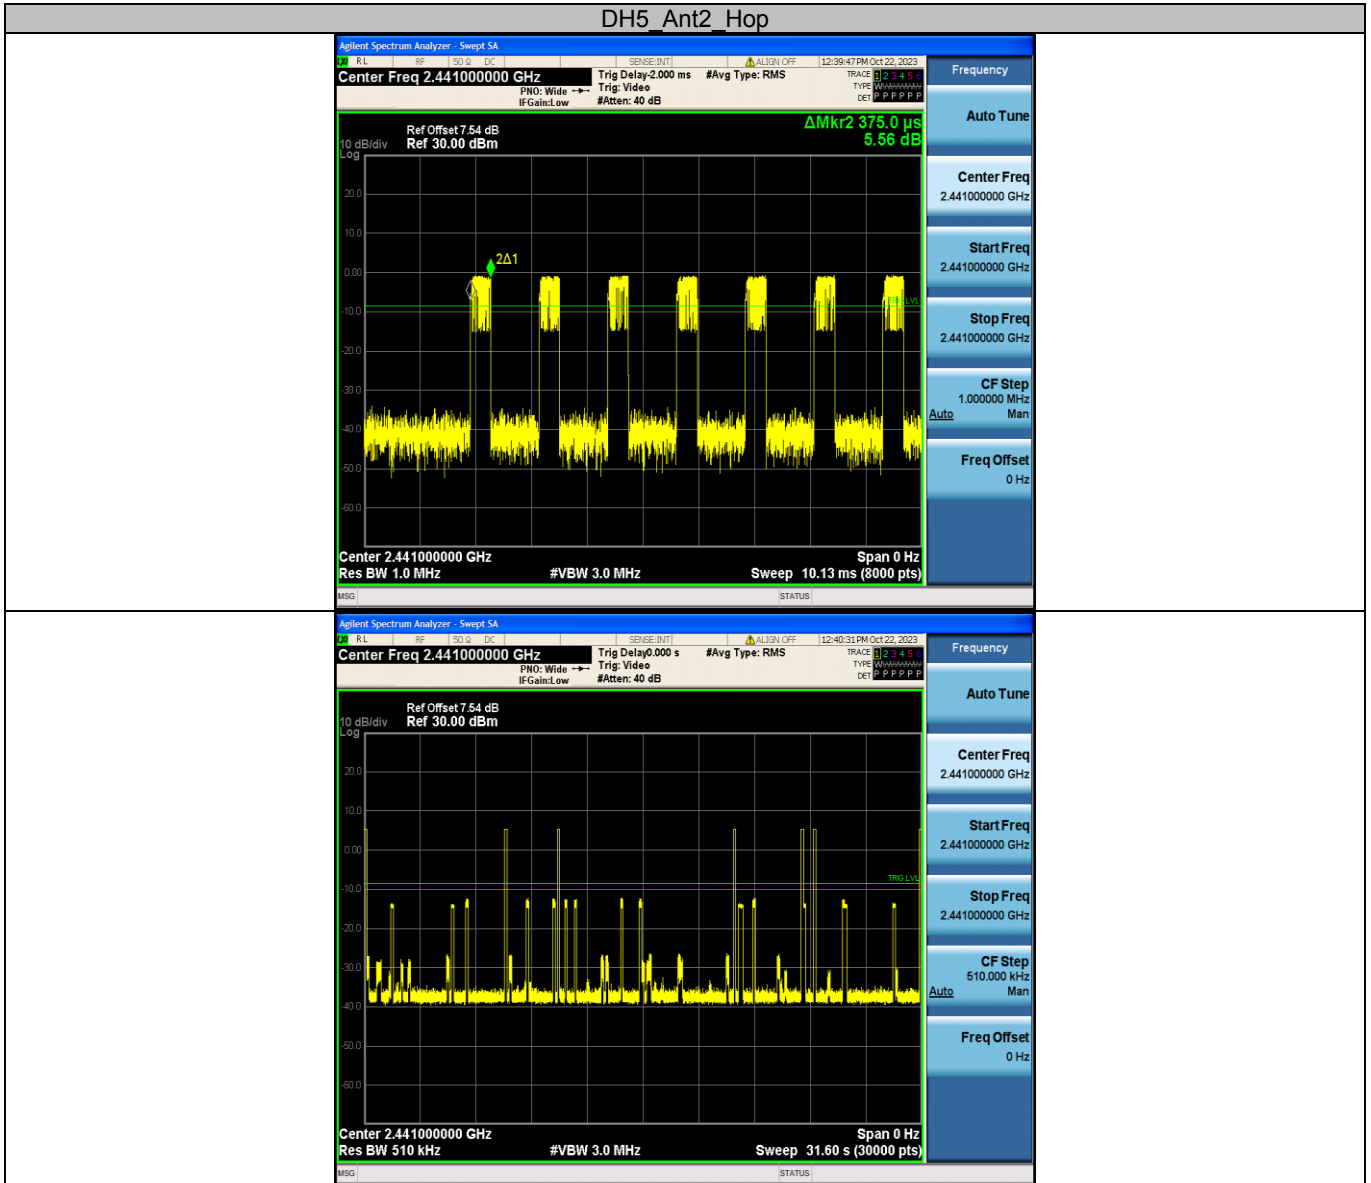 DH5_Ant2_Hop
Agilent Spectrum Analyzer - Swept SA
RL RF 50 Ω DC SENSE:INT ALIGN OFF 12:39:47 PM Oct 22, 2023
Center Freq 2.441000000 GHz
PNO: Wide
IFGain:Low
Trig Delay-2.000 ms
Trig: Video
#Atten: 40 dB
#Avg Type: RMS
TRACE 1 2 3 4 5 6
TYPE
DET P P P P P P
ΔMkr2 375.0 µs
5.56 dB
Ref Offset 7.54 dB
10 dB/div Ref 30.00 dBm
Log
20.0
10.0
0.00
-10.0
-20.0
-30.0
-40.0
-50.0
-60.0
2Δ1
Center 2.441000000 GHz Span 0 Hz
Res BW 1.0 MHz #VBW 3.0 MHz Sweep 10.13 ms (8000 pts)
MSG STATUS
Frequency
Auto Tune
Center Freq
2.441000000 GHz
Start Freq
2.441000000 GHz
Stop Freq
2.441000000 GHz
CF Step
1.000000 MHz
Auto Man
Freq Offset
0 Hz
Agilent Spectrum Analyzer - Swept SA
RL RF 50 Ω DC SENSE:INT ALIGN OFF 12:40:31 PM Oct 22, 2023
Center Freq 2.441000000 GHz
PNO: Wide
IFGain:Low
Trig Delay0.000 s
Trig: Video
#Atten: 40 dB
#Avg Type: RMS
TRACE 1 2 3 4 5 6
TYPE
DET P P P P P P
Ref Offset 7.54 dB
10 dB/div Ref 30.00 dBm
Log
20.0
10.0
0.00
-10.0
-20.0
-30.0
-40.0
-50.0
-60.0
TRIG LVL
Center 2.441000000 GHz Span 0 Hz
Res BW 510 kHz #VBW 3.0 MHz Sweep 31.60 s (30000 pts)
MSG STATUS
Frequency
Auto Tune
Center Freq
2.441000000 GHz
Start Freq
2.441000000 GHz
Stop Freq
2.441000000 GHz
CF Step
510.000 kHz
Auto Man
Freq Offset
0 Hz